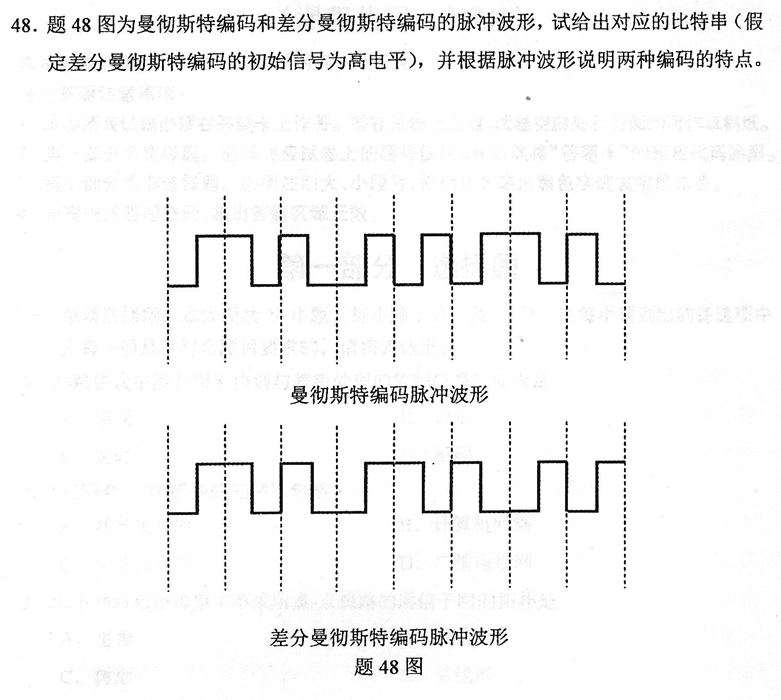 48. 题 48 图为曼彻斯特编码和差分曼彻斯特编码的脉冲波形，试给出对应的比特串（假
定差分曼彻斯特编码的初始信号为高电平），并根据脉冲波形说明两种编码的特点。
曼彻斯特编码脉冲波形
差分曼彻斯特编码脉冲波形
题 48 图